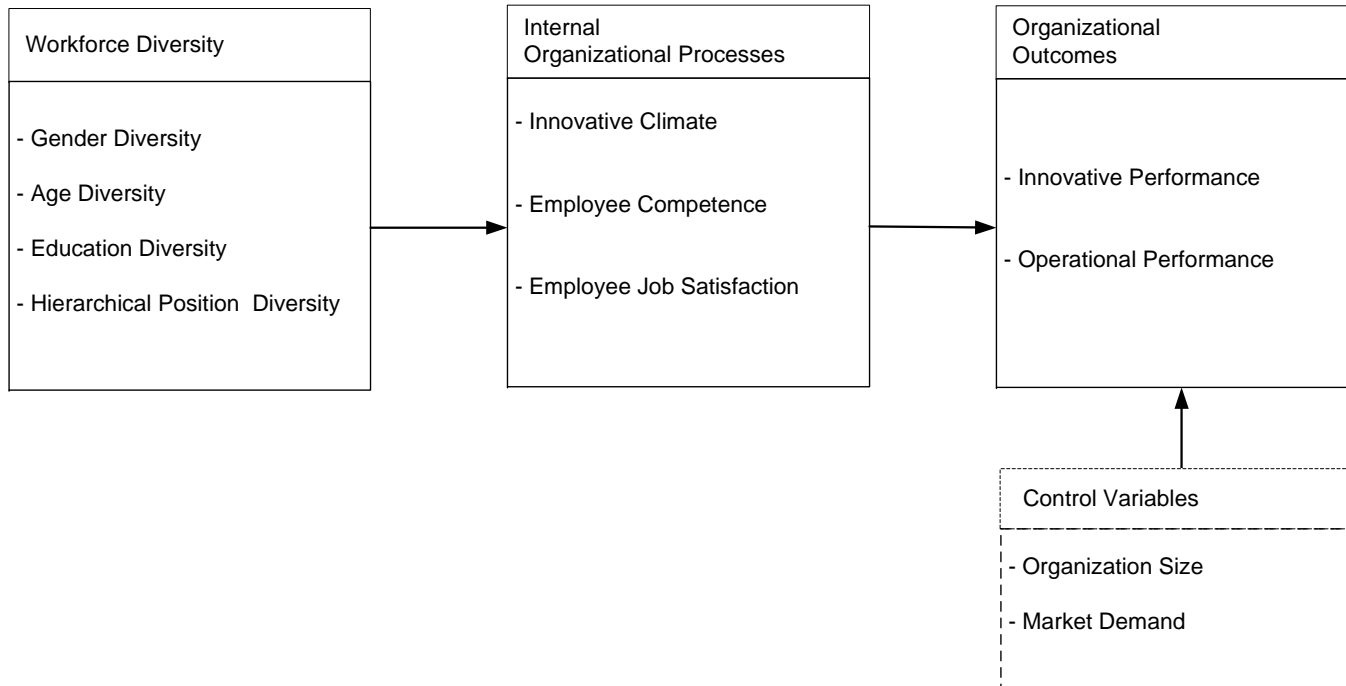 Workforce Diversity
- Gender Diversity
- Age Diversity
- Education Diversity
- Hierarchical Position  Diversity
Internal
Organizational Processes
- Innovative Climate
- Employee Competence
- Employee Job Satisfaction
Organizational
Outcomes
- Innovative Performance
- Operational Performance
Control Variables
- Organization Size
- Market Demand